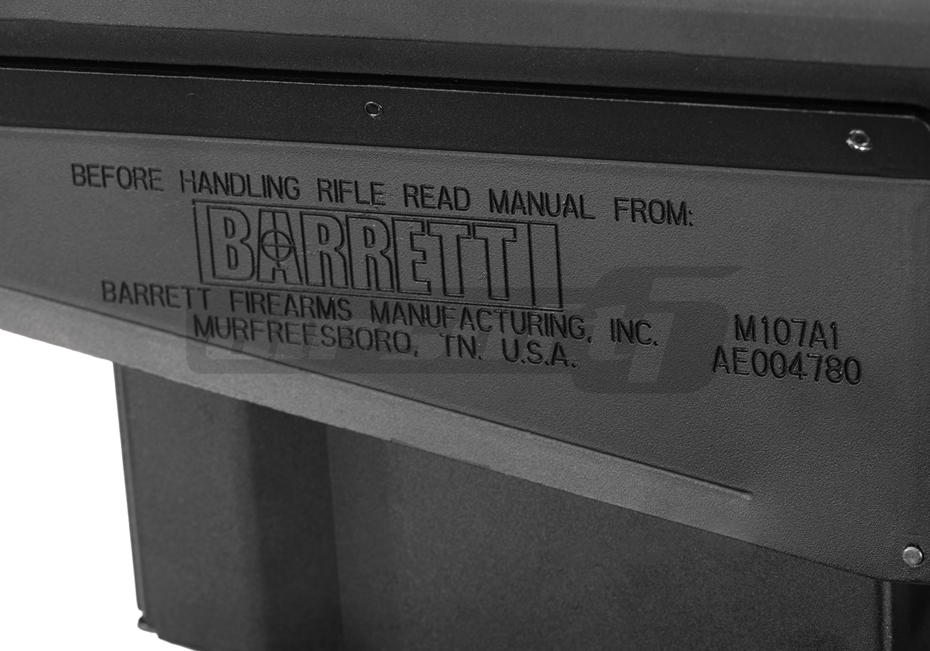 BEFORE HANDLING RIFLE READ MANUAL FROM:
BARRETT
BARRETT FIREARMS MANUFACTURING, INC.
MURFREESBORO, TN. U.S.A.
M107A1
AE004780